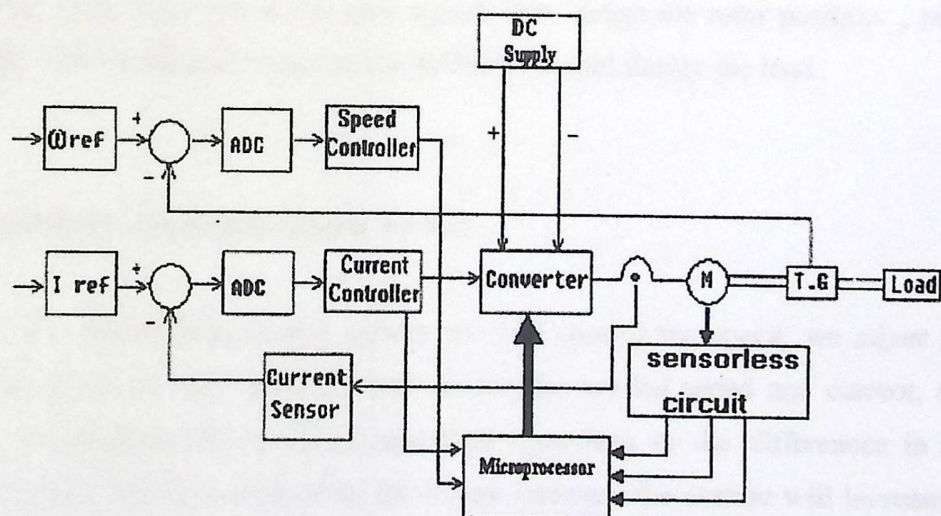 DC
Supply
+
−
ωref
+
−
ADC
Speed
Controller
I ref
+
−
ADC
Current
Controller
Converter
M
T.G
Load
Current
Sensor
sensorless
circuit
Microprocessor